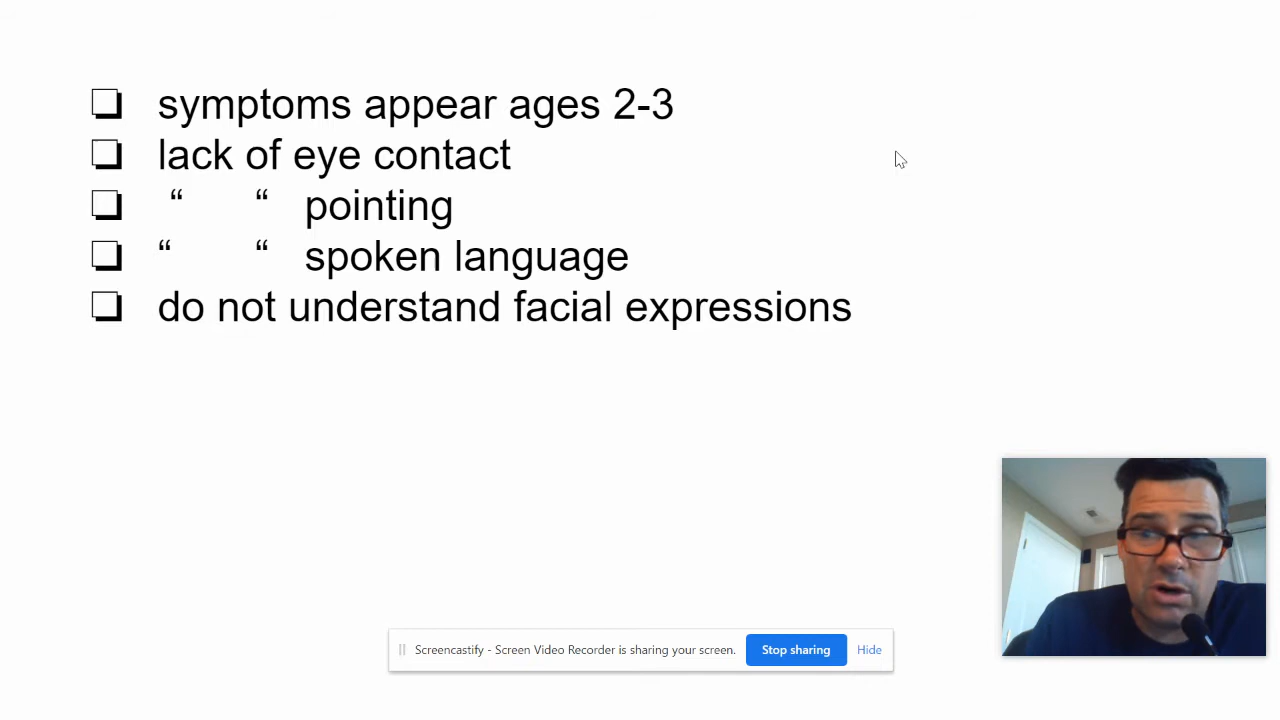 ❏ symptoms appear ages 2-3
❏ lack of eye contact
❏ “ “ pointing
❏ “ “ spoken language
❏ do not understand facial expressions
Screencastify - Screen Video Recorder is sharing your screen. Stop sharing Hide